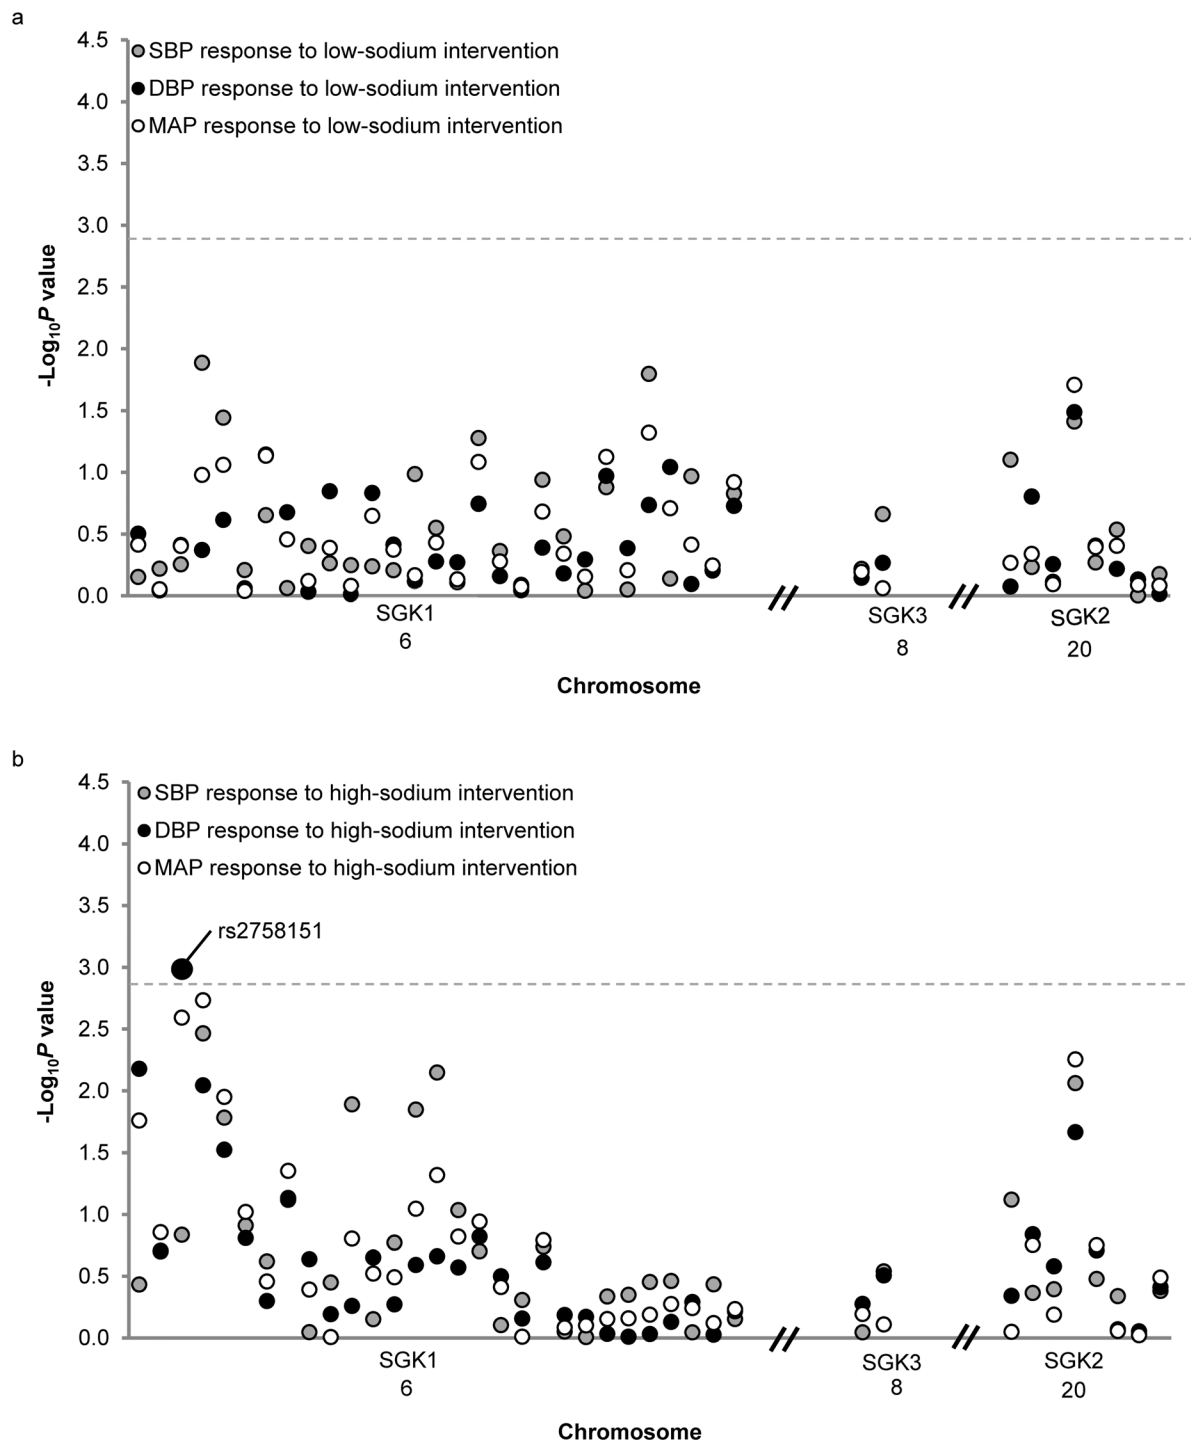 a
4.5
SBP response to low-sodium intervention
DBP response to low-sodium intervention
4.0
MAP response to low-sodium intervention
3.5
3.0
2.5
-Log10P value
2.0
1.5
1.0
0.5
0.0
SGK1 SGK3 SGK2
6 8 20
Chromosome
b
4.5
SBP response to high-sodium intervention
DBP response to high-sodium intervention
4.0
MAP response to high-sodium intervention
3.5
rs2758151
3.0
2.5
-Log10P value
2.0
1.5
1.0
0.5
0.0
SGK1 SGK3 SGK2
6 8 20
Chromosome